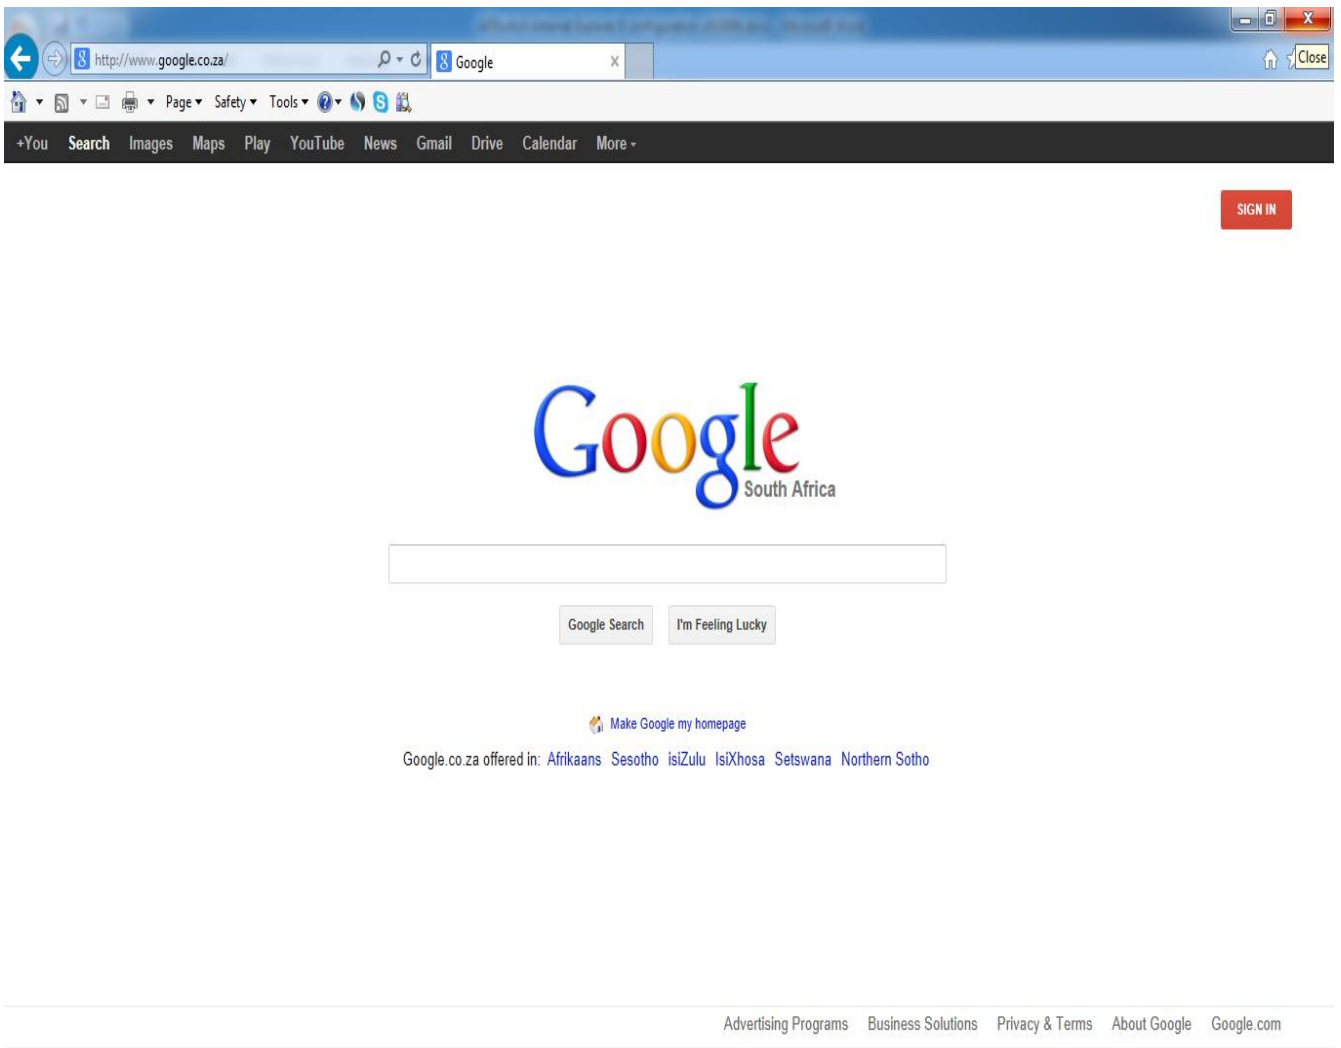 http://www.google.co.za/ Google Close
Page Safety Tools
+You Search Images Maps Play YouTube News Gmail Drive Calendar More
SIGN IN
Google
South Africa
Google Search I'm Feeling Lucky
Make Google my homepage
Google.co.za offered in: Afrikaans Sesotho isiZulu IsiXhosa Setswana Northern Sotho
Advertising Programs Business Solutions Privacy & Terms About Google Google.com